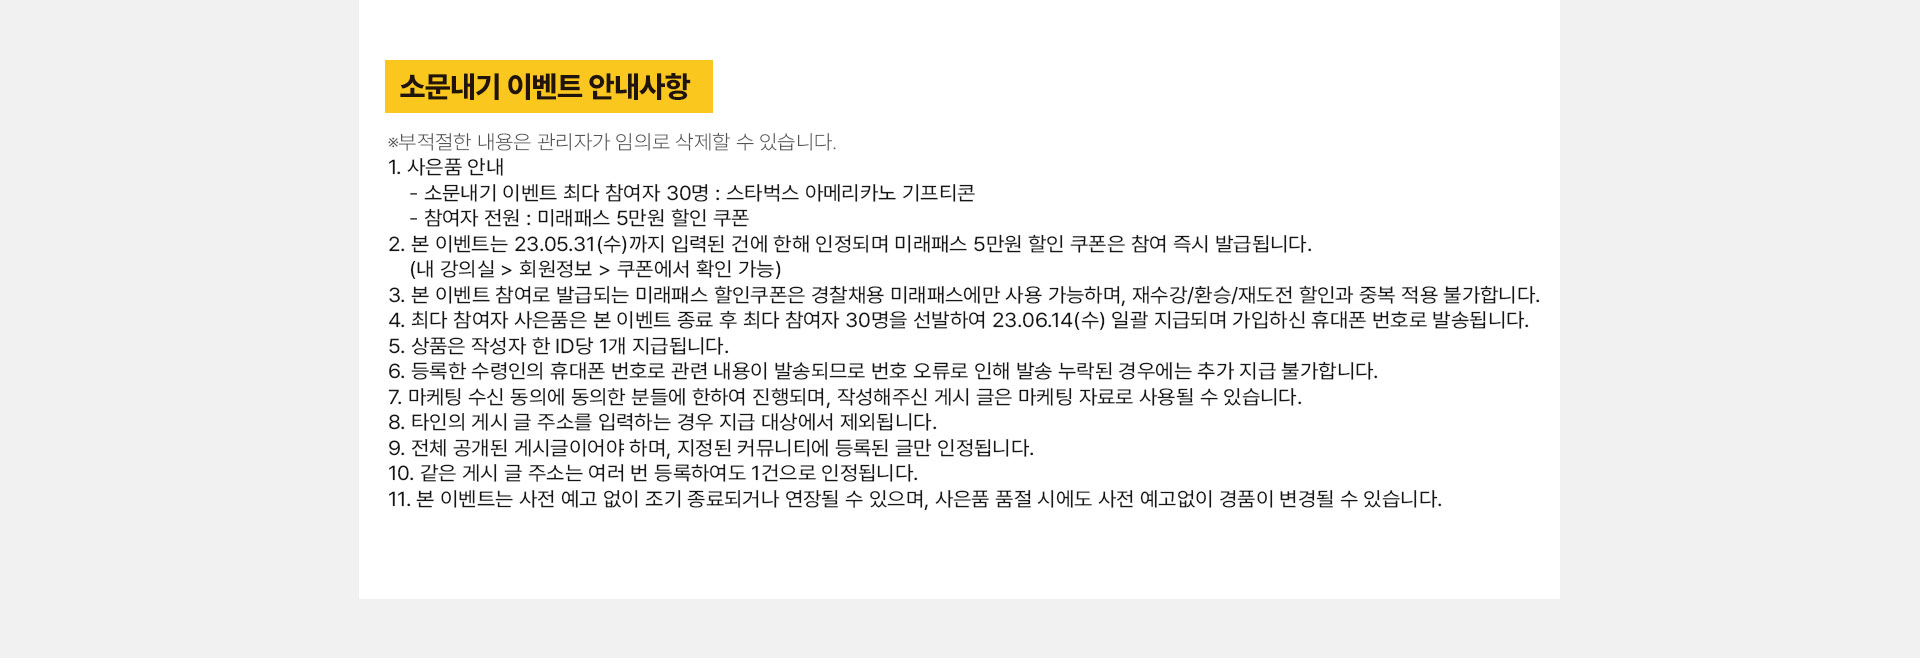 소문내기 이벤트 안내사항
※부적절한 내용은 관리자가 임의로 삭제할 수 있습니다.
1. 사은품 안내
- 소문내기 이벤트 최다 참여자 30명 : 스타벅스 아메리카노 기프티콘
- 참여자 전원 : 미래패스 5만원 할인 쿠폰
2. 본 이벤트는 23.05.31(수)까지 입력된 건에 한해 인정되며 미래패스 5만원 할인 쿠폰은 참여 즉시 발급됩니다.
(내 강의실 > 회원정보 > 쿠폰에서 확인 가능)
3. 본 이벤트 참여로 발급되는 미래패스 할인쿠폰은 경찰채용 미래패스에만 사용 가능하며, 재수강/환승/재도전 할인과 중복 적용 불가합니다.
4. 최다 참여자 사은품은 본 이벤트 종료 후 최다 참여자 30명을 선발하여 23.06.14(수) 일괄 지급되며 가입하신 휴대폰 번호로 발송됩니다.
5. 상품은 작성자 한 ID당 1개 지급됩니다.
6. 등록한 수령인의 휴대폰 번호로 관련 내용이 발송되므로 번호 오류로 인해 발송 누락된 경우에는 추가 지급 불가합니다.
7. 마케팅 수신 동의에 동의한 분들에 한하여 진행되며, 작성해주신 게시 글은 마케팅 자료로 사용될 수 있습니다.
8. 타인의 게시 글 주소를 입력하는 경우 지급 대상에서 제외됩니다.
9. 전체 공개된 게시글이어야 하며, 지정된 커뮤니티에 등록된 글만 인정됩니다.
10. 같은 게시 글 주소는 여러 번 등록하여도 1건으로 인정됩니다.
11. 본 이벤트는 사전 예고 없이 조기 종료되거나 연장될 수 있으며, 사은품 품절 시에도 사전 예고없이 경품이 변경될 수 있습니다.